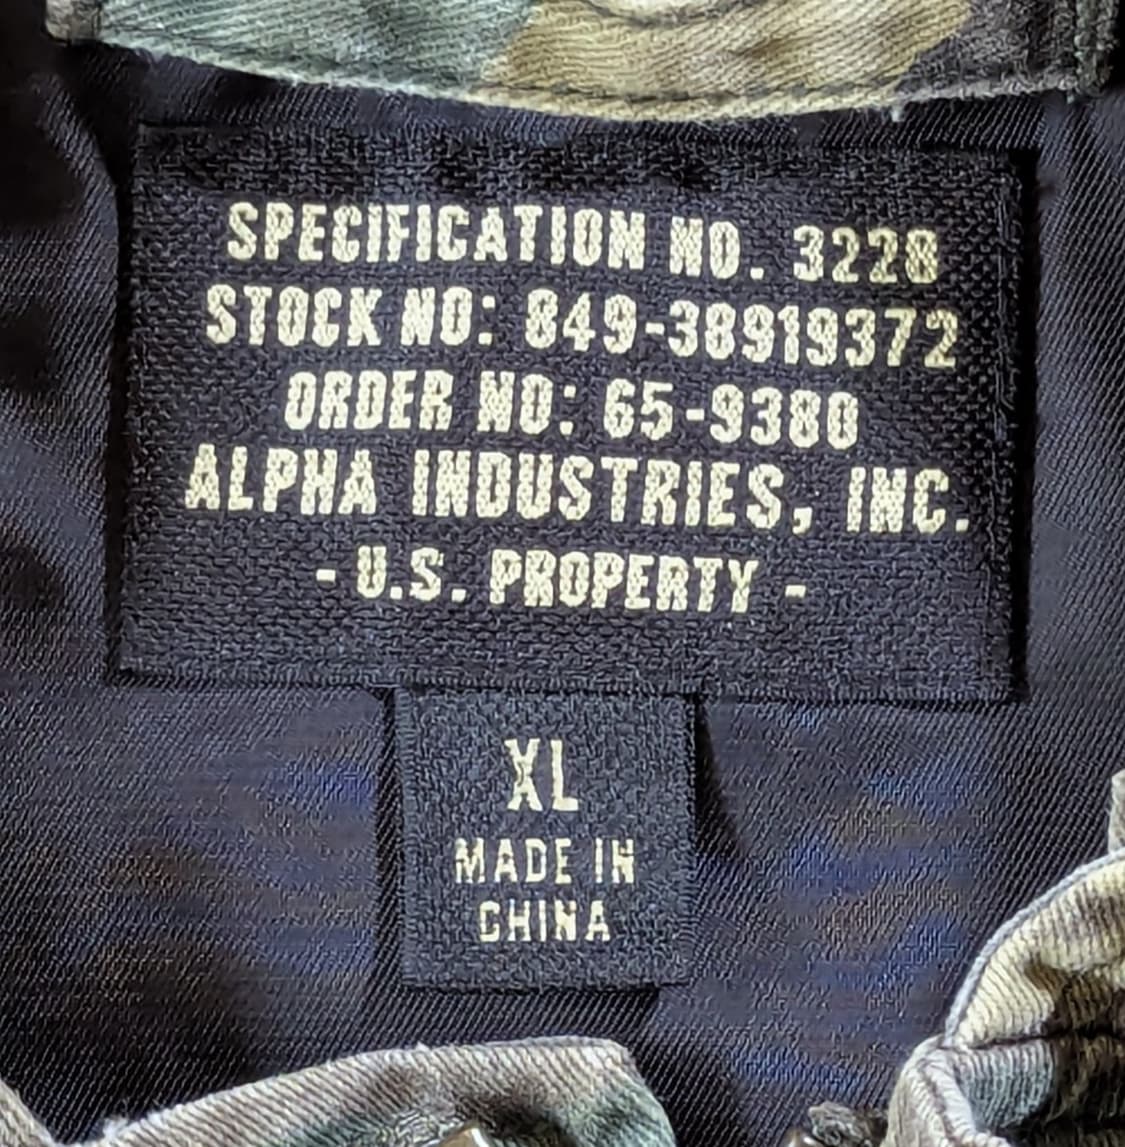 SPECIFICATION NO. 3228
STOCK NO: 849-38919372
ORDER NO: 65-9380
ALPHA INDUSTRIES, INC.
- U.S. PROPERTY -
XL
MADE IN
CHINA